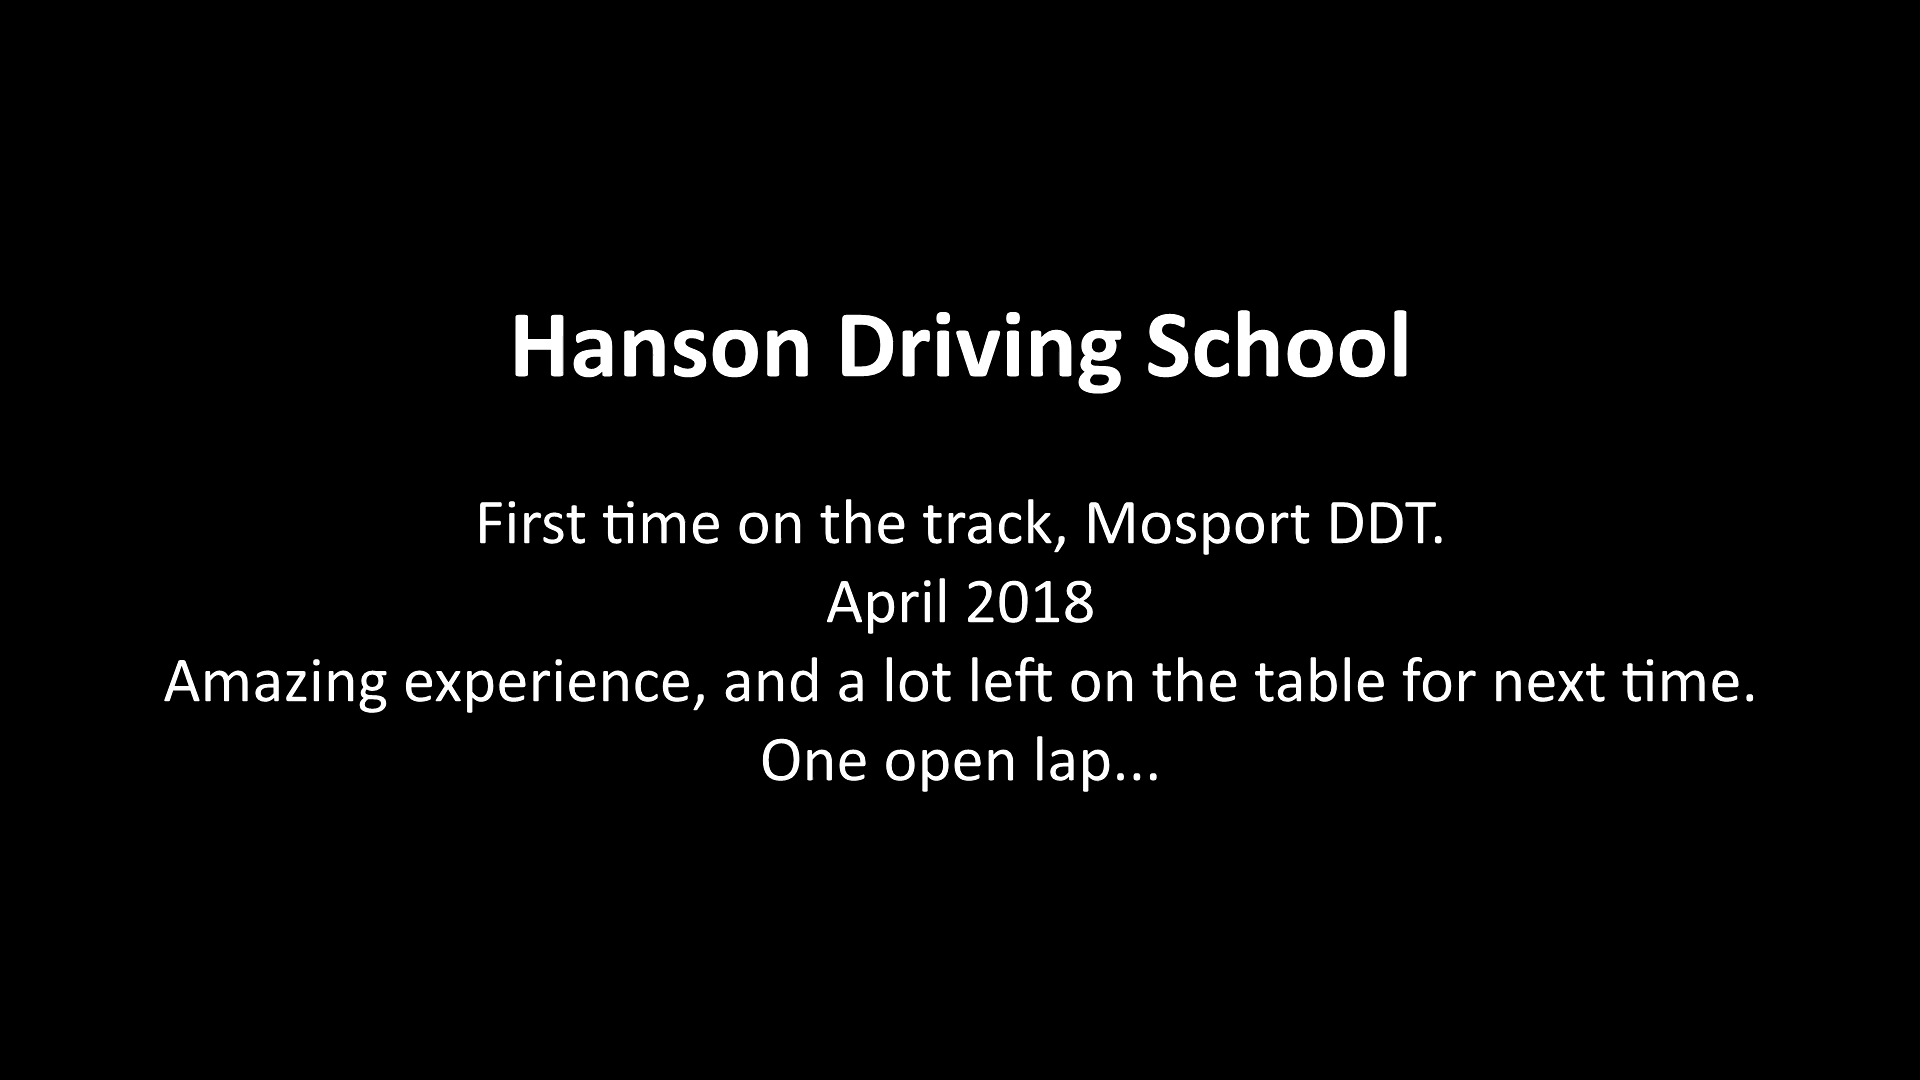 Hanson Driving School
First time on the track, Mosport DDT.
April 2018
Amazing experience, and a lot left on the table for next time.
One open lap...